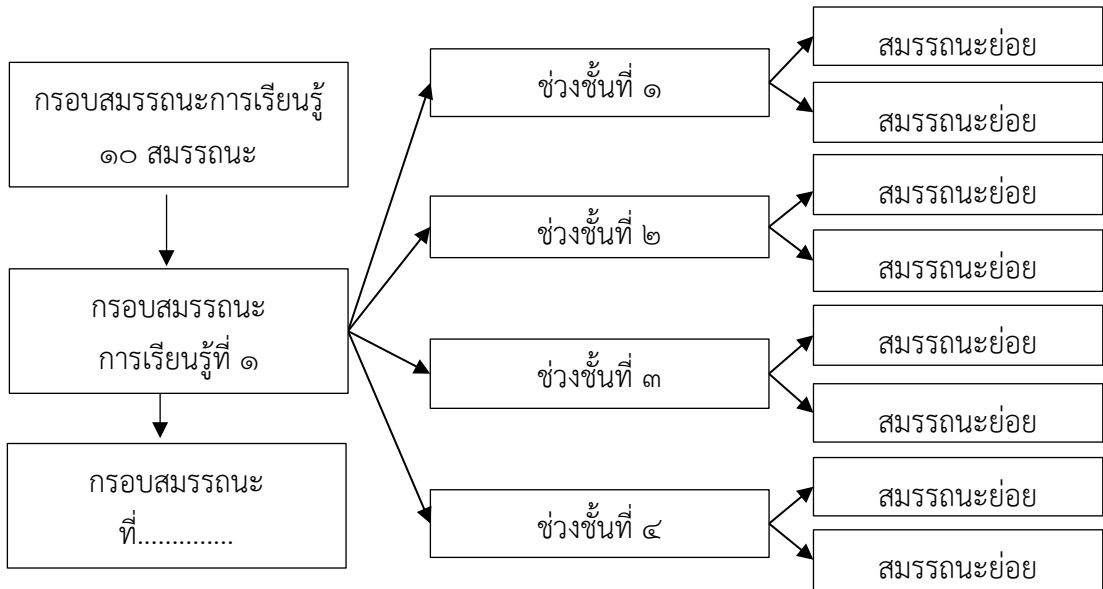 กรอบสมรรถนะการเรียนรู้
๑๐ สมรรถนะ
กรอบสมรรถนะ
การเรียนรู้ที่ ๑
กรอบสมรรถนะ
ที่..............
ช่วงชั้นที่ ๑
สมรรถนะย่อย
สมรรถนะย่อย
ช่วงชั้นที่ ๒
สมรรถนะย่อย
สมรรถนะย่อย
ช่วงชั้นที่ ๓
สมรรถนะย่อย
สมรรถนะย่อย
ช่วงชั้นที่ ๔
สมรรถนะย่อย
สมรรถนะย่อย